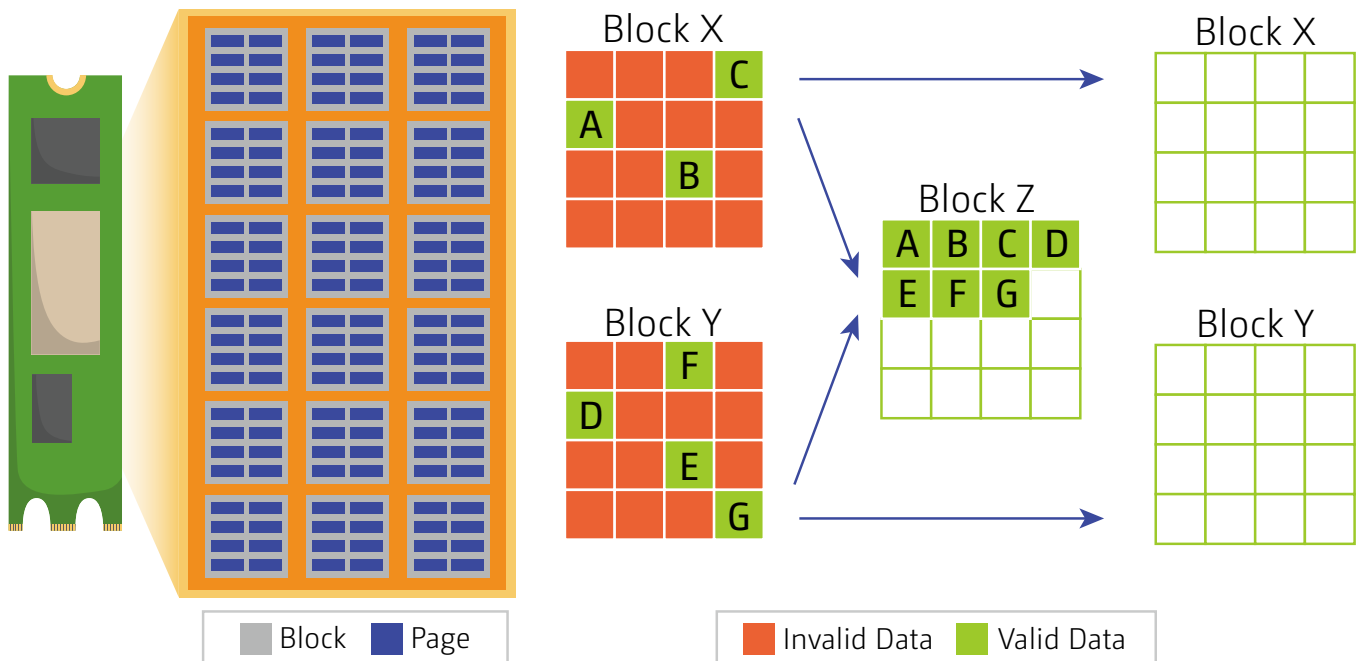 Block X
C
A
B
Block Y
F
D
E
G
Block Z
A B C D
E F G
Block X
Block Y
Block Page
Invalid Data Valid Data